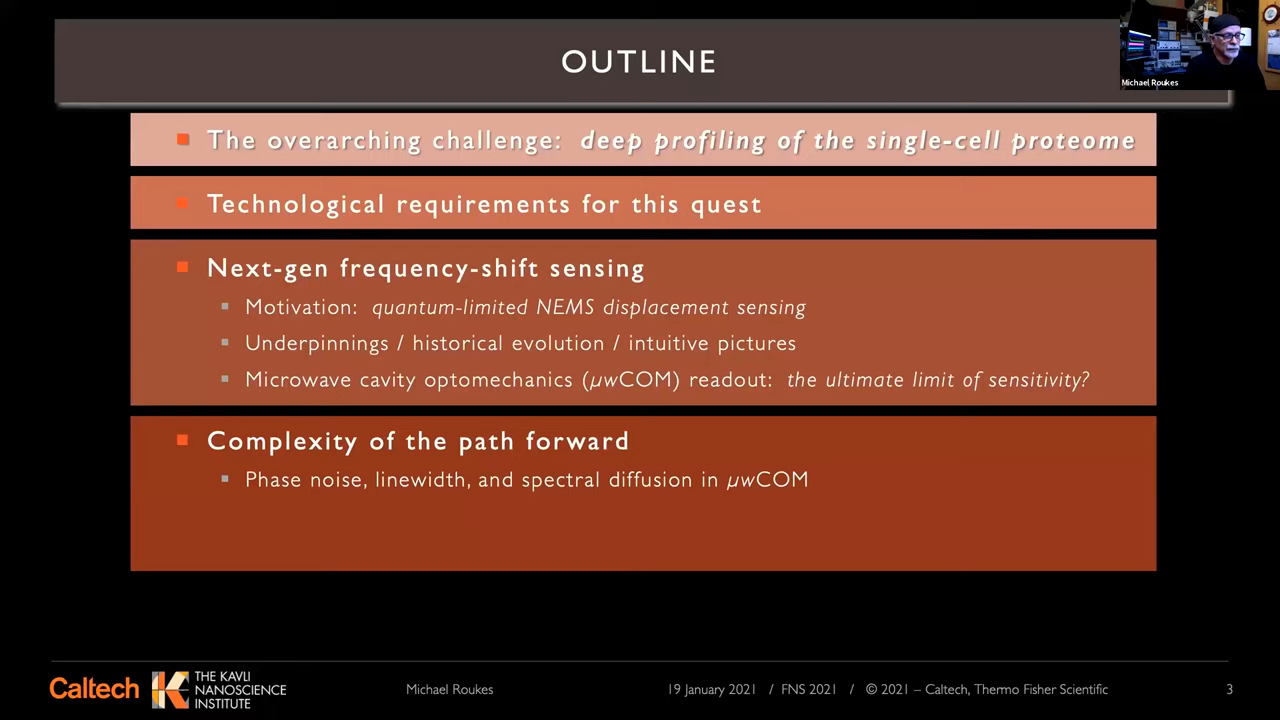 OUTLINE
Michael Roukes
The overarching challenge: deep profiling of the single-cell proteome
Technological requirements for this quest
Next-gen frequency-shift sensing
Motivation: quantum-limited NEMS displacement sensing
Underpinnings / historical evolution / intuitive pictures
Microwave cavity optomechanics (µwCOM) readout: the ultimate limit of sensitivity?
Complexity of the path forward
Phase noise, linewidth, and spectral diffusion in µwCOM
Caltech
THE KAVLI
NANOSCIENCE
INSTITUTE
Michael Roukes
19 January 2021 / FNS 2021 / © 2021 – Caltech, Thermo Fisher Scientific
3